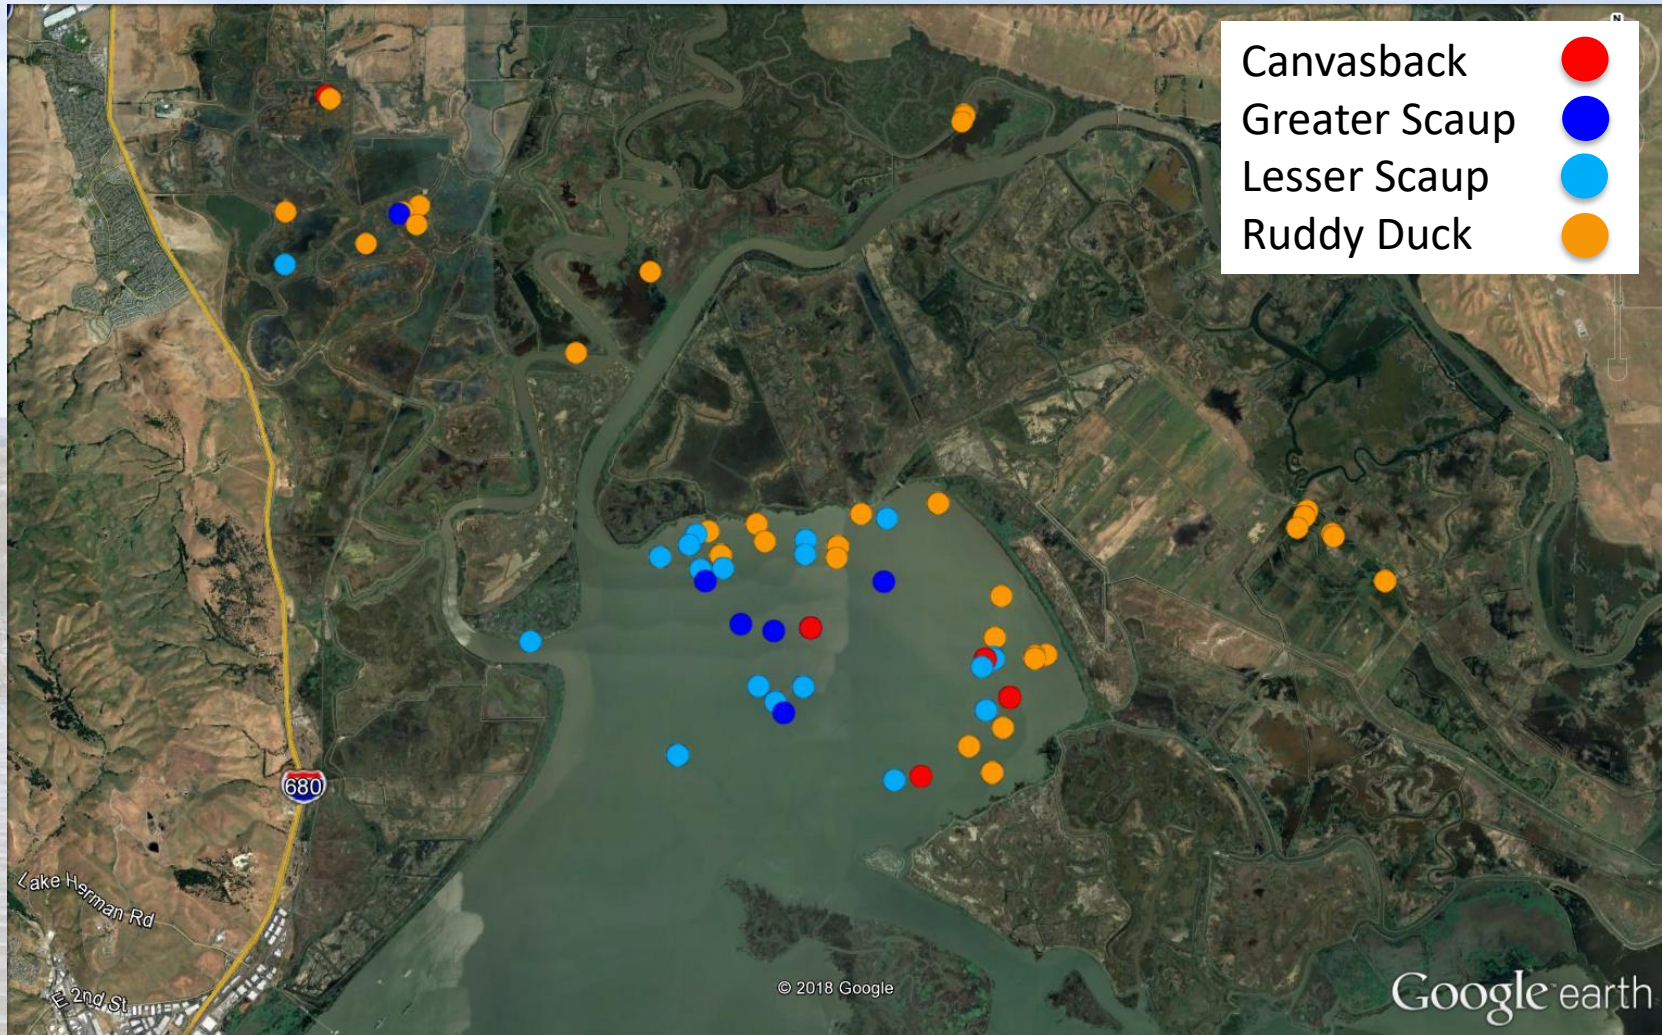 N
Canvasback
Greater Scaup
Lesser Scaup
Ruddy Duck
680
Lake Herman Rd
E 2nd St
© 2018 Google
Google earth